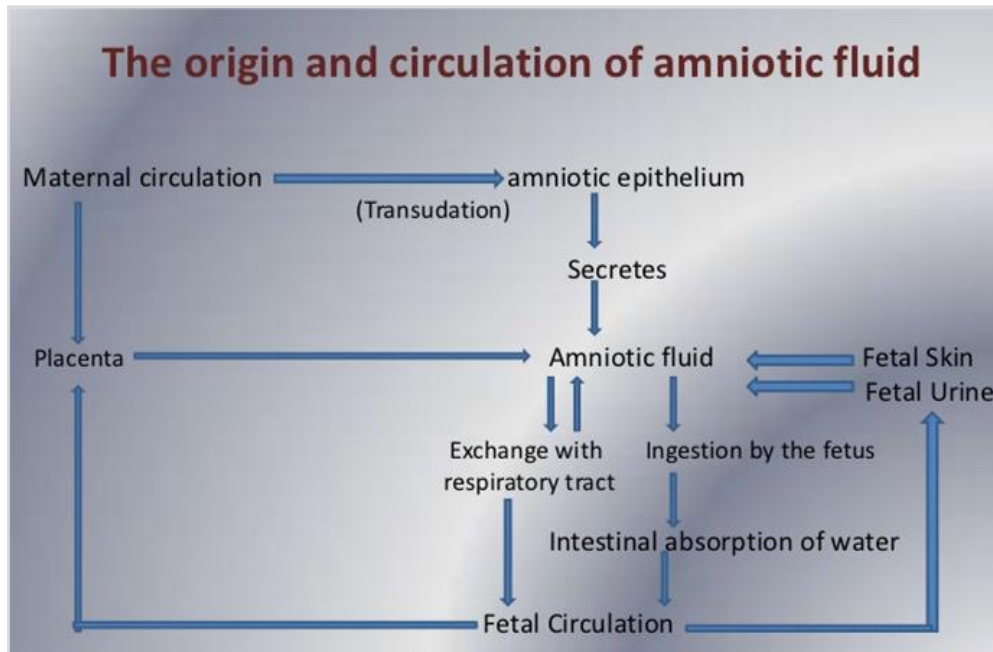 The origin and circulation of amniotic fluid
Maternal circulation
amniotic epithelium
(Transudation)
Secretes
Placenta
Amniotic fluid
Fetal Skin
Fetal Urine
Exchange with
respiratory tract
Ingestion by the fetus
Intestinal absorption of water
Fetal Circulation